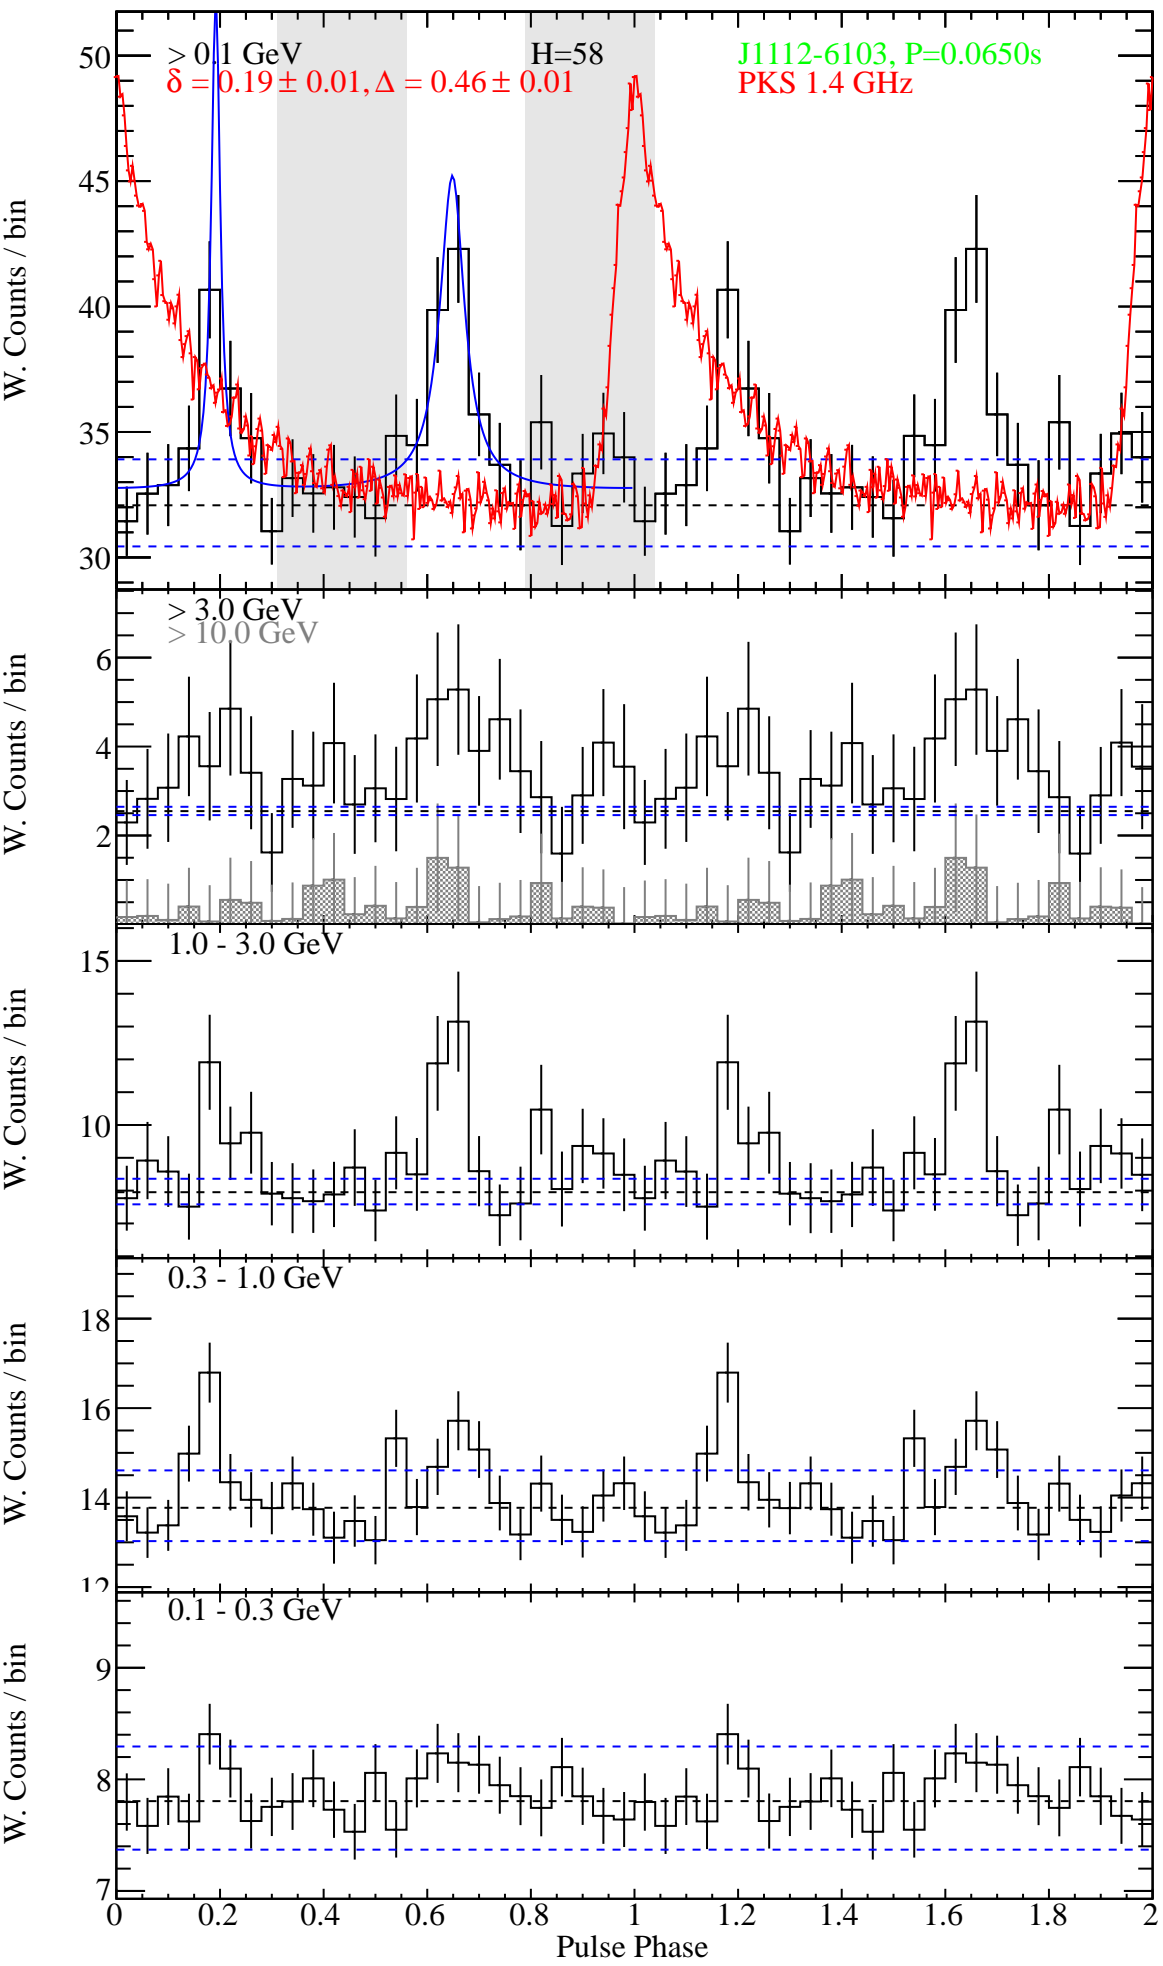 > 0.1 GeV H=58 J1112-6103, P=0.0650s
δ = 0.19 ± 0.01, Δ = 0.46 ± 0.01 PKS 1.4 GHz
50
45
40
35
30
W. Counts / bin
> 3.0 GeV
> 10.0 GeV
6
4
2
W. Counts / bin
1.0 - 3.0 GeV
15
10
W. Counts / bin
0.3 - 1.0 GeV
18
16
14
12
W. Counts / bin
0.1 - 0.3 GeV
9
8
7
W. Counts / bin
0 0.2 0.4 0.6 0.8 1 1.2 1.4 1.6 1.8 2
Pulse Phase